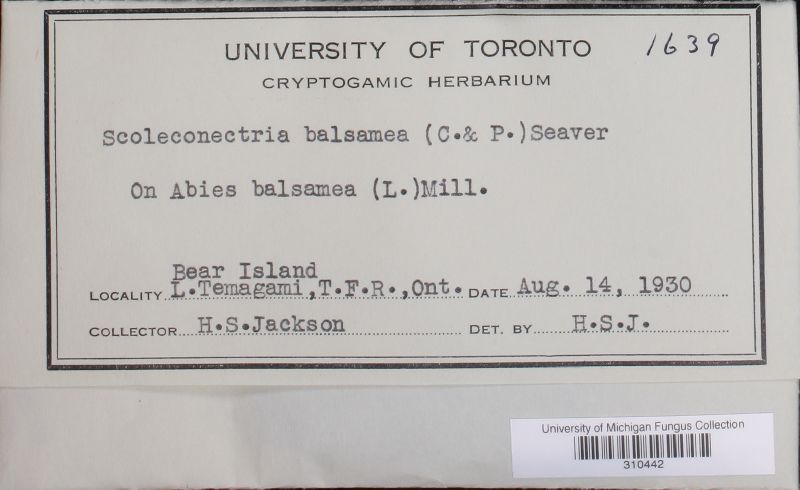 UNIVERSITY OF TORONTO 1639
CRYPTOGAMIC HERBARIUM
Scoleconectria balsamea (C.& P.)Seaver
On Abies balsamea (L.)Mill.
Bear Island
LOCALITY L.Temagami,T.F.R.,Ont. DATE Aug. 14, 1930
COLLECTOR H.S.Jackson DET. BY H.S.J.
University of Michigan Fungus Collection
310442